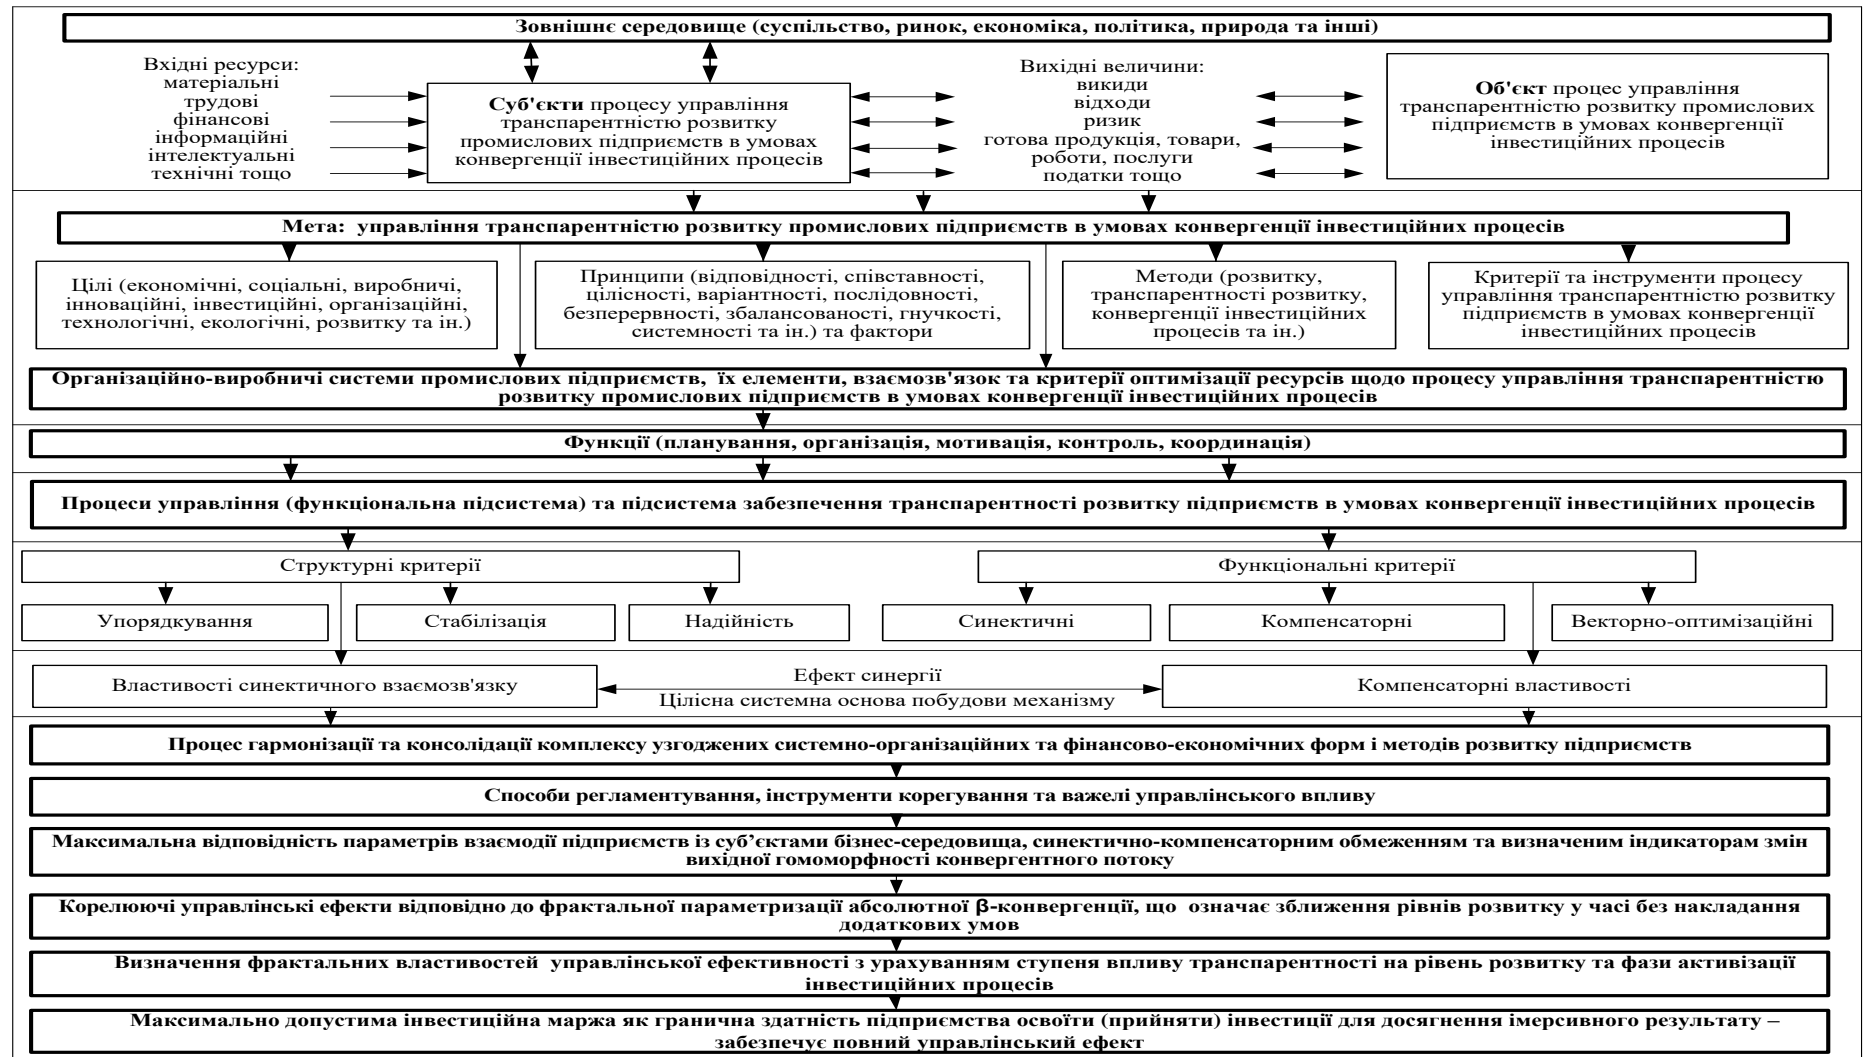 Зовнішнє середовище (суспільство, ринок, економіка, політика, природа та інші)
Вхідні ресурси:
матеріальні
трудові
фінансові
інформаційні
інтелектуальні
технічні тощо
Суб'єкти процесу управління
транспарентністю розвитку
промислових підприємств в умовах
конвергенції інвестиційних процесів
Вихідні величини:
викиди
відходи
ризик
готова продукція, товари,
роботи, послуги
податки тощо
Об'єкт процес управління
транспарентністю розвитку промислових
підприємств в умовах конвергенції
інвестиційних процесів
Мета: управління транспарентністю розвитку промислових підприємств в умовах конвергенції інвестиційних процесів
Цілі (економічні, соціальні, виробничі,
інноваційні, інвестиційні, організаційні,
технологічні, екологічні, розвитку та ін.)
Принципи (відповідності, співставності,
цілісності, варіантності, послідовності,
безперервності, збалансованості, гнучкості,
системності та ін.) та фактори
Методи (розвитку,
транспарентності розвитку,
конвергенції інвестиційних
процесів та ін.)
Критерії та інструменти процесу
управління транспарентністю розвитку
підприємств в умовах конвергенції
інвестиційних процесів
Організаційно-виробничі системи промислових підприємств, їх елементи, взаємозв'язок та критерії оптимізації ресурсів щодо процесу управління транспарентністю
розвитку промислових підприємств в умовах конвергенції інвестиційних процесів
Функції (планування, організація, мотивація, контроль, координація)
Процеси управління (функціональна підсистема) та підсистема забезпечення транспарентності розвитку підприємств в умовах конвергенції інвестиційних процесів
Структурні критерії
Функціональні критерії
Упорядкування
Стабілізація
Надійність
Синектичні
Компенсаторні
Векторно-оптимізаційні
Властивості синектичного взаємозв'язку
Ефект синергії
Цілісна системна основа побудови механізму
Компенсаторні властивості
Процес гармонізації та консолідації комплексу узгоджених системно-організаційних та фінансово-економічних форм і методів розвитку підприємств
Способи регламентування, інструменти корегування та важелі управлінського впливу
Максимальна відповідність параметрів взаємодії підприємств із суб’єктами бізнес-середовища, синектично-компенсаторним обмеженням та визначеним індикаторам змін
вихідної гомоморфності конвергентного потоку
Корелюючі управлінські ефекти відповідно до фрактальної параметризації абсолютної β-конвергенції, що означає зближення рівнів розвитку у часі без накладання
додаткових умов
Визначення фрактальних властивостей управлінської ефективності з урахуванням ступеня впливу транспарентності на рівень розвитку та фази активізації
інвестиційних процесів
Максимально допустима інвестиційна маржа як гранична здатність підприємства освоїти (прийняти) інвестиції для досягнення імерсивного результату –
забезпечує повний управлінський ефект